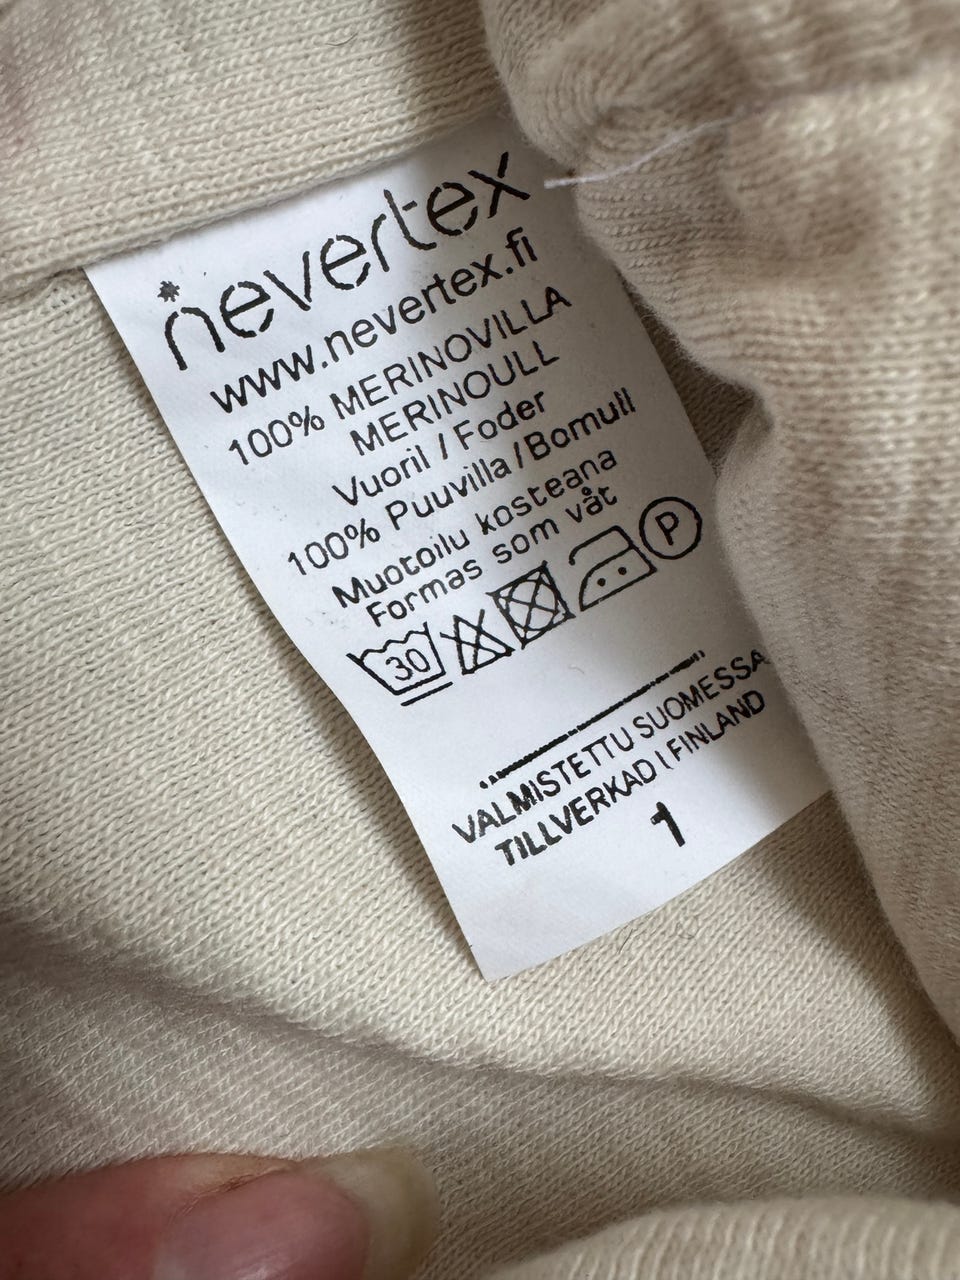 nevertex
www.nevertex.fi
100% MERINOVILLA
MERINOULL
Vuoril / Foder
100% Puuvilla / Bomull
Muotoilu kosteana
Formas som våt
30 P
VALMISTETTU SUOMESSA
TILLVERKAD I FINLAND
1